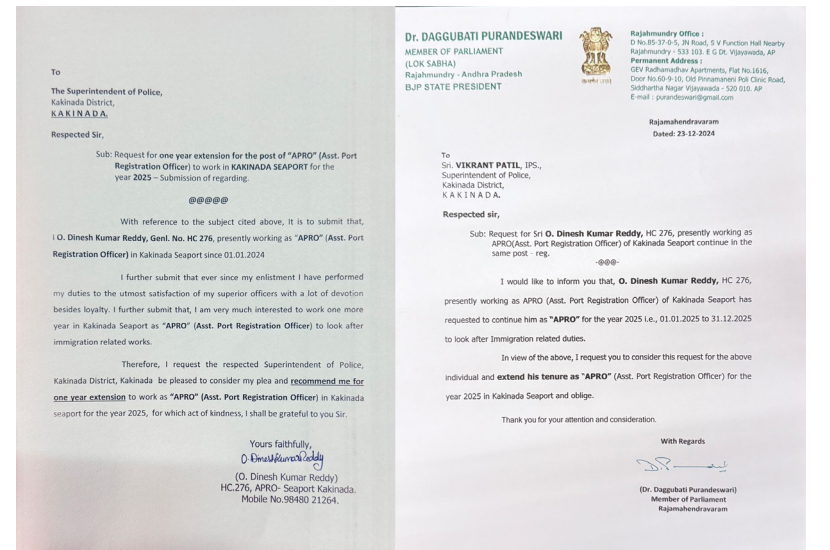 To
The Superintendent of Police,
Kakinada District,
KAKINADA.
Respected Sir,
Sub: Request for one year extension for the post of "APRO" (Asst. Port
Registration Officer) to work in KAKINADA SEAPORT for the
year 2025 – Submission of regarding.
@@@@@
With reference to the subject cited above, It is to submit that,
I O. Dinesh Kumar Reddy, Genl. No. HC 276, presently working as "APRO" (Asst. Port
Registration Officer) in Kakinada Seaport since 01.01.2024
I further submit that ever since my enlistment I have performed
my duties to the utmost satisfaction of my superior officers with a lot of devotion
besides loyalty. I further submit that, I am very much interested to work one more
year in Kakinada Seaport as "APRO" (Asst. Port Registration Officer) to look after
immigration related works.
Therefore, I request the respected Superintendent of Police,
Kakinada District, Kakinada be pleased to consider my plea and recommend me for
one year extension to work as "APRO" (Asst. Port Registration Officer) in Kakinada
seaport for the year 2025, for which act of kindness, I shall be grateful to you Sir.
Yours faithfully,
O. Dinesh Kumar Reddy
(O. Dinesh Kumar Reddy)
HC.276, APRO- Seaport Kakinada.
Mobile No.98480 21264.
Dr. DAGGUBATI PURANDESWARI
MEMBER OF PARLIAMENT
(LOK SABHA)
Rajahmundry - Andhra Pradesh
BJP STATE PRESIDENT
Rajahmundry Office :
D No.85-37-0-5, JN Road, S V Function Hall Nearby
Rajahmundry - 533 103. E G Dt. Vijayawada, AP
Permanent Address :
GEV Radhamadhav Apartments, Flat No.1616,
Door No.60-9-10, Old Pinnamaneni Poli Clinic Road,
Siddhartha Nagar Vijayawada - 520 010. AP
E-mail : purandeswari@gmail.com
Rajamahendravaram
Dated: 23-12-2024
To
Sri. VIKRANT PATIL, IPS.,
Superintendent of Police,
Kakinada District,
KAKINADA.
Respected sir,
Sub: Request for Sri O. Dinesh Kumar Reddy, HC 276, presently working as
APRO(Asst. Port Registration Officer) of Kakinada Seaport continue in the
same post - reg.
-@@@-
I would like to inform you that, O. Dinesh Kumar Reddy, HC 276,
presently working as APRO (Asst. Port Registration Officer) of Kakinada Seaport has
requested to continue him as "APRO" for the year 2025 i.e., 01.01.2025 to 31.12.2025
to look after Immigration related duties.
In view of the above, I request you to consider this request for the above
individual and extend his tenure as "APRO" (Asst. Port Registration Officer) for the
year 2025 in Kakinada Seaport and oblige.
Thank you for your attention and consideration.
With Regards
(Dr. Daggubati Purandeswari)
Member of Parliament
Rajamahendravaram